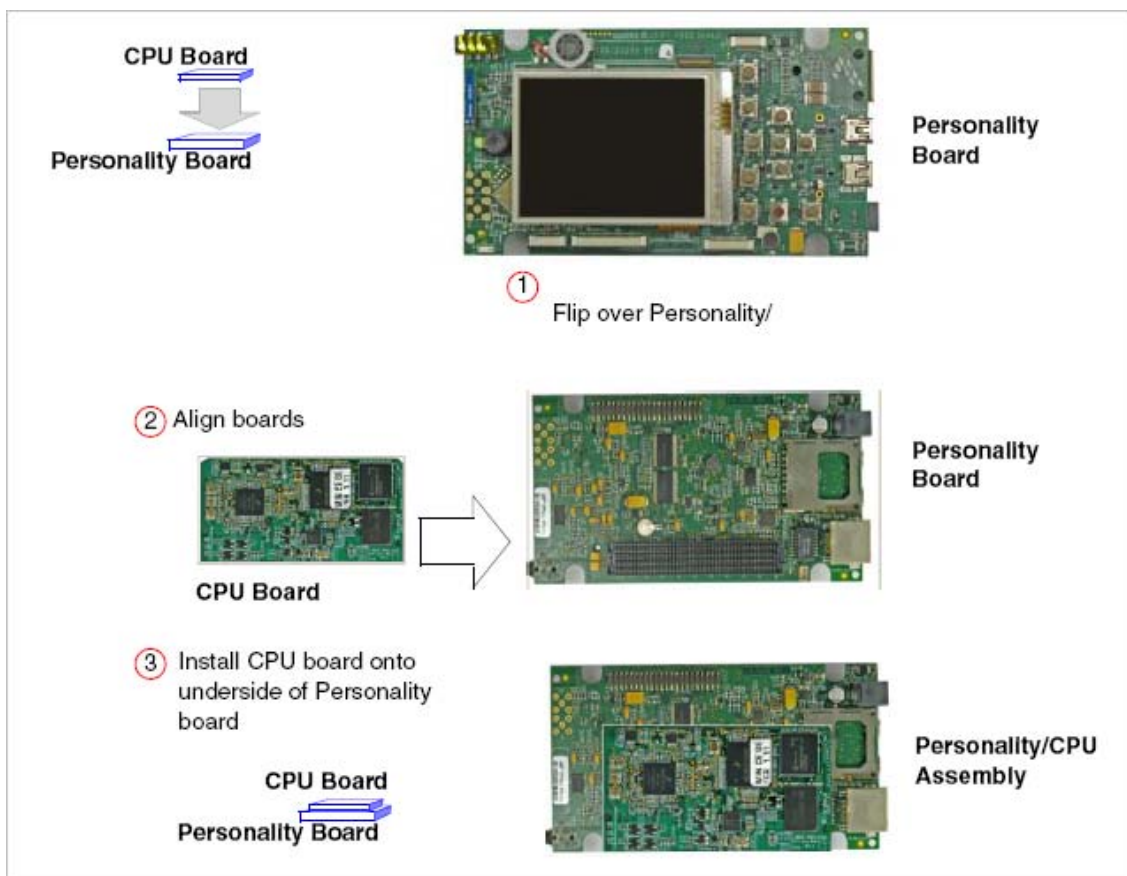 CPU Board
Personality Board
Personality
Board
1
Flip over Personality/
2 Align boards
CPU Board
Personality
Board
3 Install CPU board onto
underside of Personality
board
CPU Board
Personality Board
Personality/CPU
Assembly